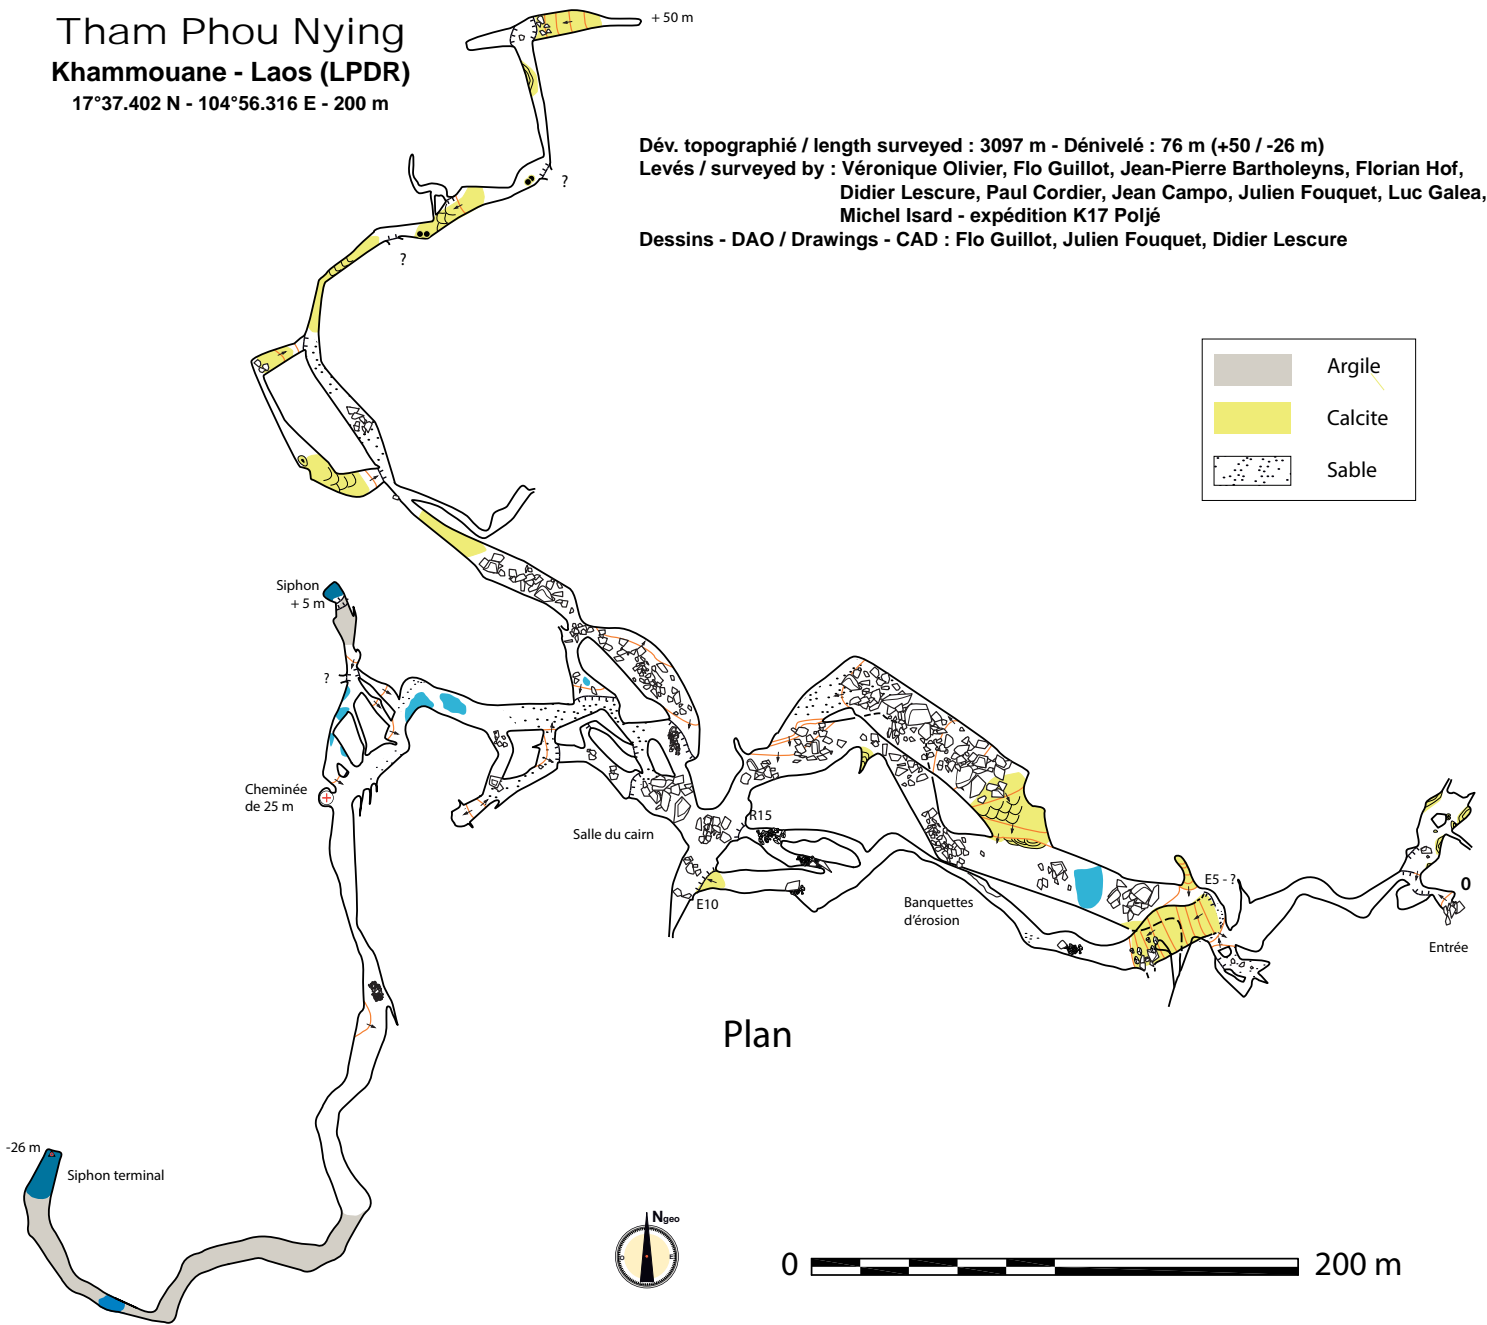 Tham Phou Nying
Khammouane - Laos (LPDR)
17°37.402 N - 104°56.316 E - 200 m
+ 50 m
Dév. topographié / length surveyed : 3097 m - Dénivelé : 76 m (+50 / -26 m)
Levés / surveyed by : Véronique Olivier, Flo Guillot, Jean-Pierre Bartholeyns, Florian Hof,
Didier Lescure, Paul Cordier, Jean Campo, Julien Fouquet, Luc Galea,
Michel Isard - expédition K17 Poljé
Dessins - DAO / Drawings - CAD : Flo Guillot, Julien Fouquet, Didier Lescure
?
?
Argile
Calcite
Sable
Siphon
+ 5 m
?
Cheminée
de 25 m
Salle du cairn
R15
E10
Banquettes
d'érosion
E5 - ?
0
Entrée
Plan
-26 m
Siphon terminal
Ngeo
O
E
0
200 m